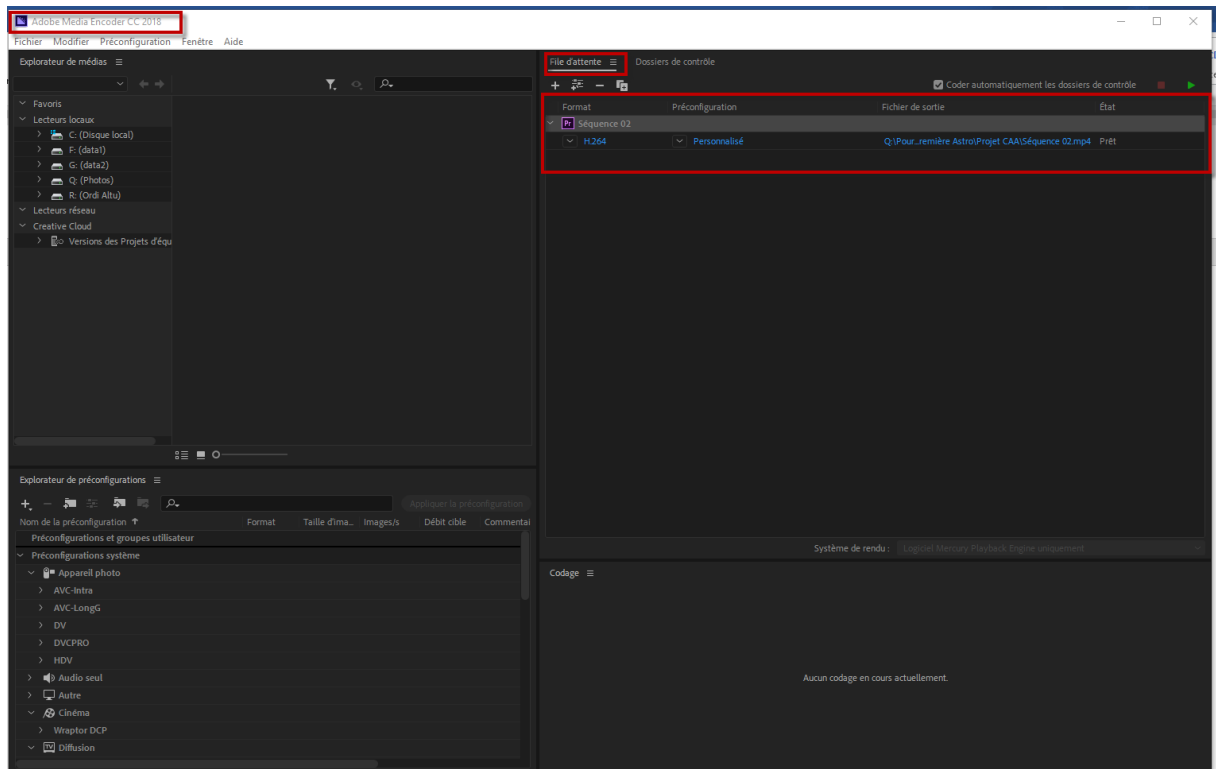 Adobe Media Encoder CC 2018
Fichier Modifier Préconfiguration Fenêtre Aide
Explorateur de médias
Favoris
Lecteurs locaux
C: (Disque local)
F: (data1)
G: (data2)
Q: (Photos)
R: (Ordi Altu)
Lecteurs réseau
Creative Cloud
Versions des Projets d'équ
File d'attente Dossiers de contrôle
Coder automatiquement les dossiers de contrôle
Format Préconfiguration Fichier de sortie État
Pr Séquence 02
H.264 Personnalisé Q:\Pour...remière Astro\Projet CAA\Séquence 02.mp4 Prêt
Système de rendu : Logiciel Mercury Playback Engine uniquement
Explorateur de préconfigurations
Appliquer la préconfiguration
Nom de la préconfiguration Format Taille d'ima... Images/s Débit cible Commentai
Préconfigurations et groupes utilisateur
Préconfigurations système
Appareil photo
AVC-Intra
AVC-LongG
DV
DVCPRO
HDV
Audio seul
Autre
Cinéma
Wraptor DCP
TV Diffusion
Codage
Aucun codage en cours actuellement.